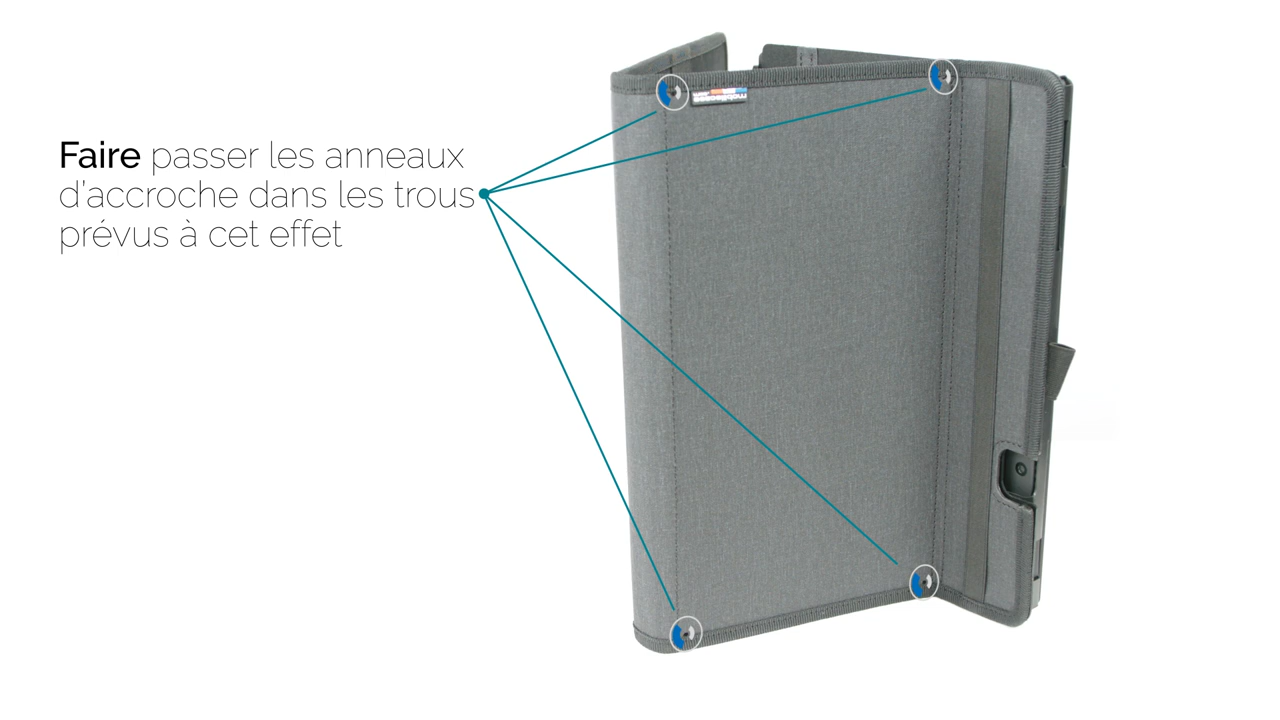 Faire passer les anneaux
d'accroche dans les trous
prévus à cet effet